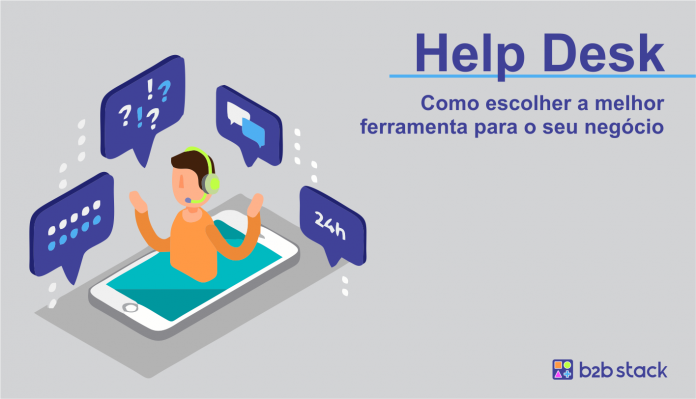 Help Desk
Como escolher a melhor
ferramenta para o seu negócio
?!?
?!?
24h
b2b stack